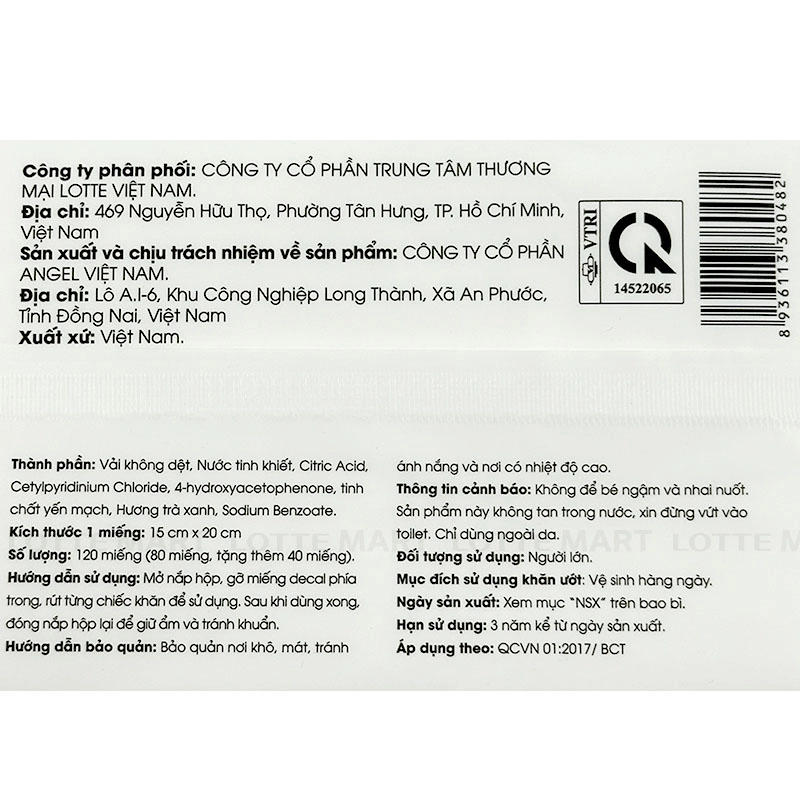 Công ty phân phối: CÔNG TY CỔ PHẦN TRUNG TÂM THƯƠNG
MẠI LOTTE VIỆT NAM.
Địa chỉ: 469 Nguyễn Hữu Thọ, Phường Tân Hưng, TP. Hồ Chí Minh,
Việt Nam
Sản xuất và chịu trách nhiệm về sản phẩm: CÔNG TY CỔ PHẦN
ANGEL VIỆT NAM.
Địa chỉ: Lô A.I-6, Khu Công Nghiệp Long Thành, Xã An Phước,
Tỉnh Đồng Nai, Việt Nam
Xuất xứ: Việt Nam.
VTRI
14522065
8 936113 380482
Thành phần: Vải không dệt, Nước tinh khiết, Citric Acid,
Cetylpyridinium Chloride, 4-hydroxyacetophenone, tinh
chất yến mạch, Hương trà xanh, Sodium Benzoate.
Kích thước 1 miếng: 15 cm x 20 cm
Số lượng: 120 miếng (80 miếng, tặng thêm 40 miếng).
Hướng dẫn sử dụng: Mở nắp hộp, gỡ miếng decal phía
trong, rút từng chiếc khăn để sử dụng. Sau khi dùng xong,
đóng nắp hộp lại để giữ ẩm và tránh khuẩn.
Hướng dẫn bảo quản: Bảo quản nơi khô, mát, tránh
ánh nắng và nơi có nhiệt độ cao.
Thông tin cảnh báo: Không để bé ngậm và nhai nuốt.
Sản phẩm này không tan trong nước, xin đừng vứt vào
toilet. Chỉ dùng ngoài da.
Đối tượng sử dụng: Người lớn.
Mục đích sử dụng khăn ướt: Vệ sinh hàng ngày.
Ngày sản xuất: Xem mục "NSX" trên bao bì.
Hạn sử dụng: 3 năm kể từ ngày sản xuất.
Áp dụng theo: QCVN 01:2017/ BCT
LOTTE MART LOTTE MART LOTTE MART LOTTE MART